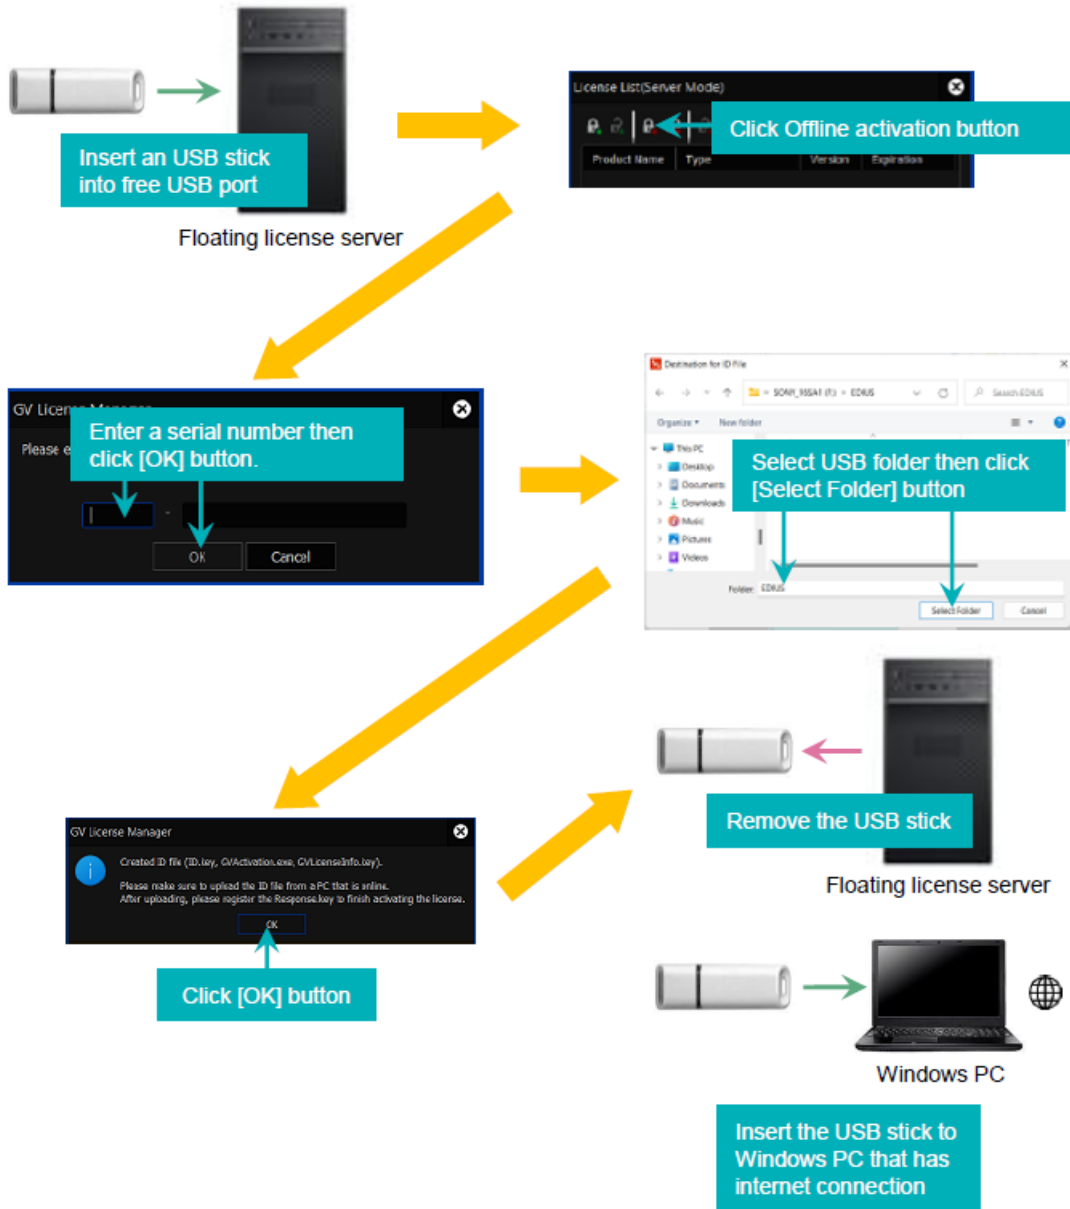 Insert an USB stick
into free USB port
Floating license server
License List(Server Mode)
Click Offline activation button
Product Name Type Version Expiration
GV License Manager
Please e
Enter a serial number then
click [OK] button.
-
OK Cancel
Destination for ID File
EDIUS Search EDIUS
Organize New folder
This PC
Desktop
Documents
Downloads
Music
Pictures
Videos
Select USB folder then click
[Select Folder] button
Folder: EDIUS
Select Folder Cancel
Remove the USB stick
Floating license server
GV License Manager
Created ID file (ID.key, GVActivation.exe, GVLicenseInfo.key).
Please make sure to upload the ID file from a PC that is online.
After uploading, please register the Response.key to finish activating the license.
OK
Click [OK] button
Windows PC
Insert the USB stick to
Windows PC that has
internet connection